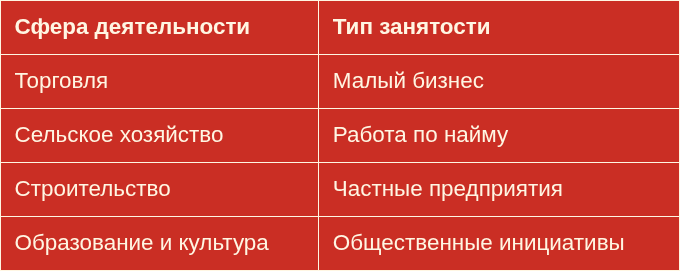 Сфера деятельности Тип занятости
Торговля Малый бизнес
Сельское хозяйство Работа по найму
Строительство Частные предприятия
Образование и культура Общественные инициативы